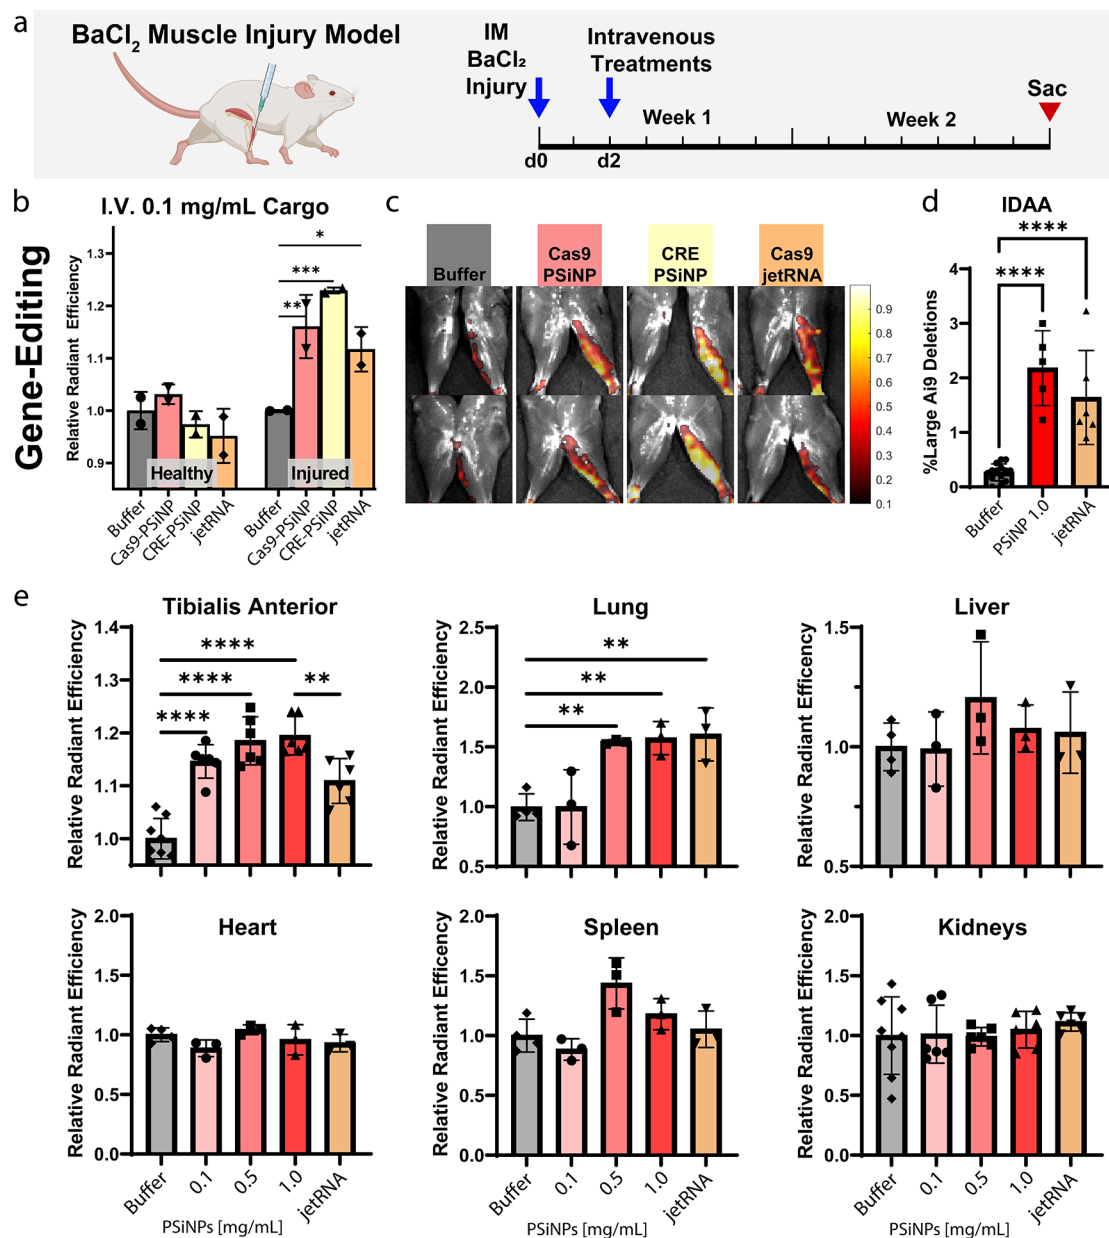 a
BaCl2 Muscle Injury Model
IM
BaCl₂
Injury
Intravenous
Treatments
Sac
Week 1
Week 2
d0
d2
Gene-Editing
b
I.V. 0.1 mg/mL Cargo
Relative Radiant Efficiency
1.3
1.2
1.1
1.0
0.9
*
***
**
Healthy
Injured
Buffer
Cas9-PSiNP
CRE-PSiNP
jetRNA
Buffer
Cas9-PSiNP
CRE-PSiNP
jetRNA
c
Buffer
Cas9
PSiNP
CRE
PSiNP
Cas9
jetRNA
0.9
0.8
0.7
0.6
0.5
0.4
0.3
0.2
0.1
d
IDAA
%Large Ai9 Deletions
4
3
2
1
0
****
****
Buffer
PSiNP 1.0
jetRNA
e
Tibialis Anterior
Relative Radiant Efficiency
1.4
1.3
1.2
1.1
1.0
****
****
****
**
Lung
Relative Radiant Efficiency
2.5
2.0
1.5
1.0
0.5
**
**
**
Liver
Relative Radiant Efficiency
1.5
1.0
0.5
Heart
Relative Radiant Efficiency
2.0
1.5
1.0
0.5
0.0
Buffer
0.1
0.5
1.0
jetRNA
PSiNPs [mg/mL]
Spleen
Relative Radiant Efficiency
2.0
1.5
1.0
0.5
0.0
Buffer
0.1
0.5
1.0
jetRNA
PSiNPs [mg/mL]
Kidneys
Relative Radiant Efficiency
2.0
1.5
1.0
0.5
0.0
Buffer
0.1
0.5
1.0
jetRNA
PSiNPs [mg/mL]